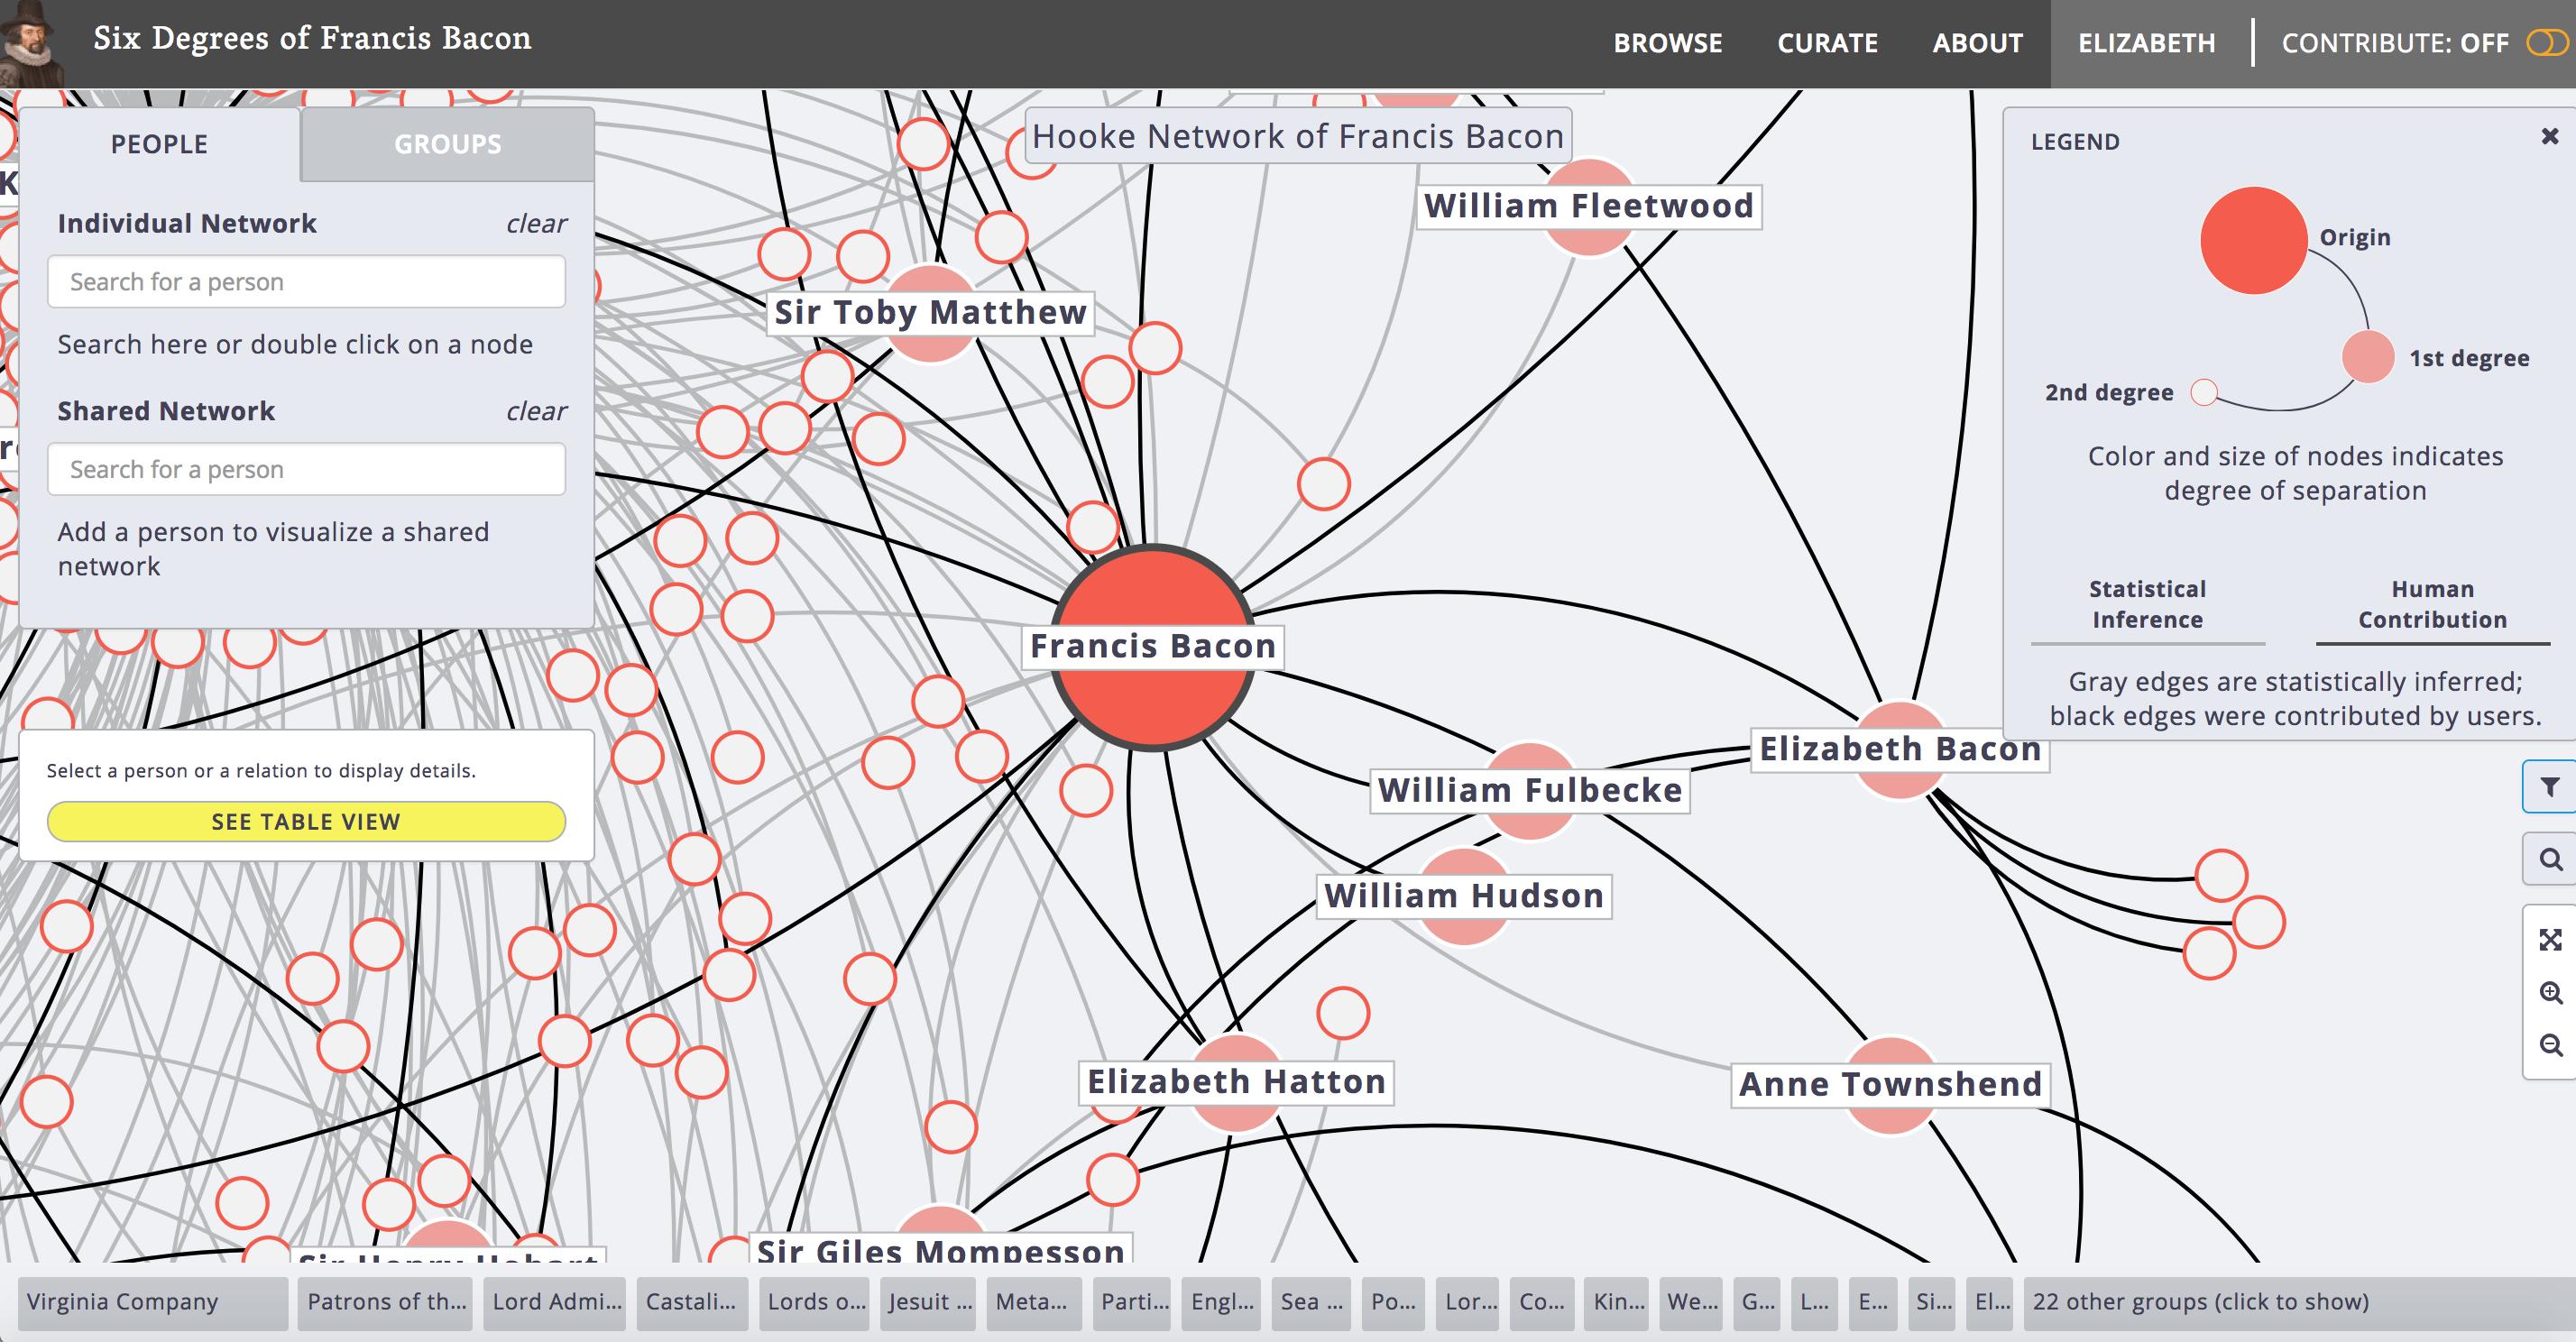 Six Degrees of Francis Bacon
BROWSE CURATE ABOUT ELIZABETH CONTRIBUTE: OFF
PEOPLE GROUPS
Individual Network clear
Search for a person
Search here or double click on a node
Shared Network clear
Search for a person
Add a person to visualize a shared
network
Select a person or a relation to display details.
SEE TABLE VIEW
Hooke Network of Francis Bacon
William Fleetwood
Sir Toby Matthew
Francis Bacon
Elizabeth Bacon
William Fulbecke
William Hudson
Elizabeth Hatton
Anne Townshend
Sir Giles Mompesson
Sir Henry Hobart
LEGEND
Origin
1st degree
2nd degree
Color and size of nodes indicates
degree of separation
Statistical
Inference
Human
Contribution
Gray edges are statistically inferred;
black edges were contributed by users.
Virginia Company Patrons of th... Lord Admi... Castali... Lords o... Jesuit ... Meta... Parti... Engl... Sea ... Po... Lor... Co... Kin... We... G... L... E... Si... El... 22 other groups (click to show)